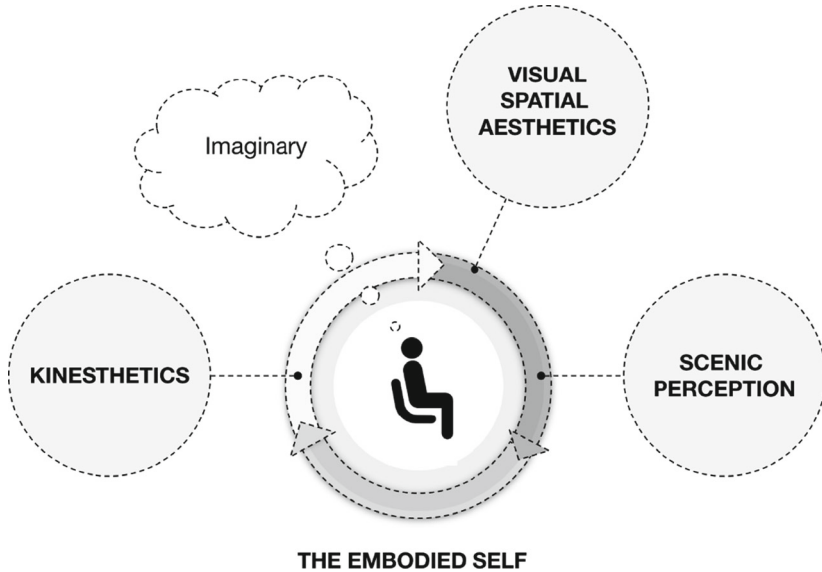 VISUAL
SPATIAL
AESTHETICS
Imaginary
KINESTHETICS
SCENIC
PERCEPTION
THE EMBODIED SELF